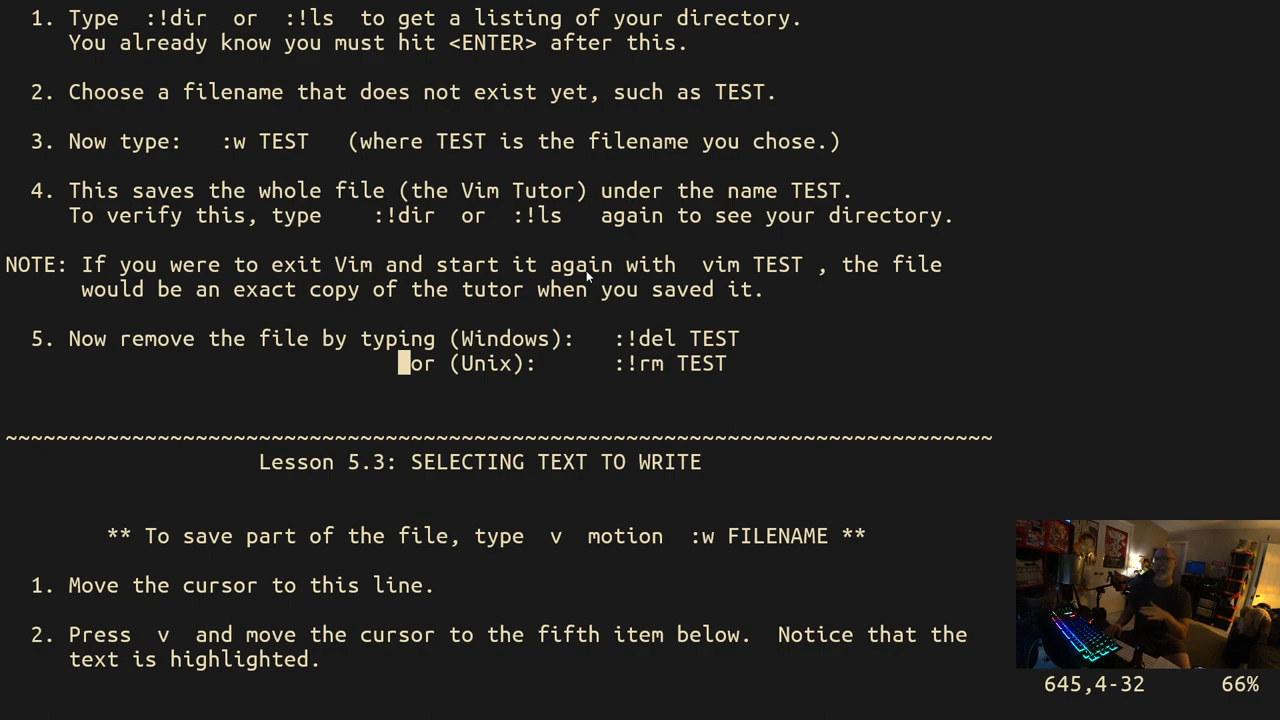 1. Type  :!dir  or  :!ls  to get a listing of your directory.
You already know you must hit <ENTER> after this.
2. Choose a filename that does not exist yet, such as TEST.
3. Now type:   :w TEST   (where TEST is the filename you chose.)
4. This saves the whole file (the Vim Tutor) under the name TEST.
To verify this, type    :!dir  or  :!ls   again to see your directory.
NOTE: If you were to exit Vim and start it again with  vim TEST , the file
would be an exact copy of the tutor when you saved it.
5. Now remove the file by typing (Windows):   :!del TEST
or (Unix):      :!rm TEST
~~~~~~~~~~~~~~~~~~~~~~~~~~~~~~~~~~~~~~~~~~~~~~~~~~~~~~~~~~~~~~~~~~~~~~~~~~~~~~
Lesson 5.3: SELECTING TEXT TO WRITE
** To save part of the file, type  v  motion  :w FILENAME **
1. Move the cursor to this line.
2. Press  v  and move the cursor to the fifth item below.  Notice that the
text is highlighted.
645,4-32      66%